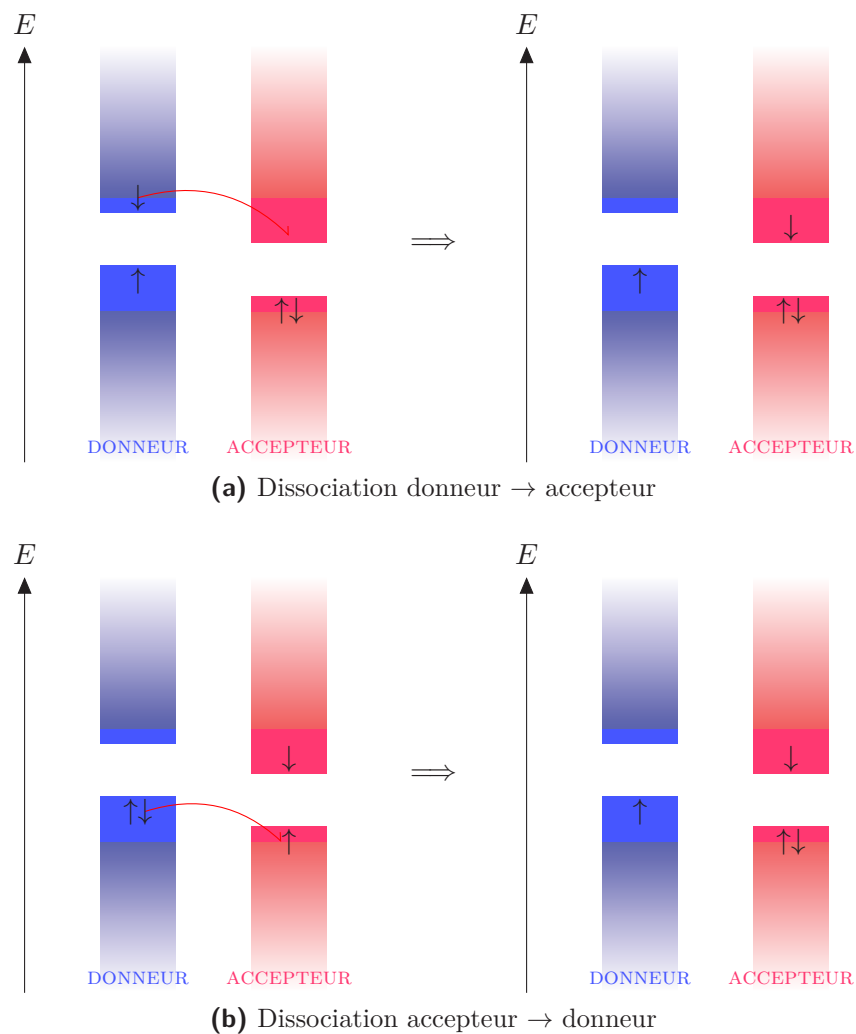 E E
DONNEUR ACCEPTEUR ⟹ DONNEUR ACCEPTEUR
(a) Dissociation donneur → accepteur
E E
DONNEUR ACCEPTEUR ⟹ DONNEUR ACCEPTEUR
(b) Dissociation accepteur → donneur